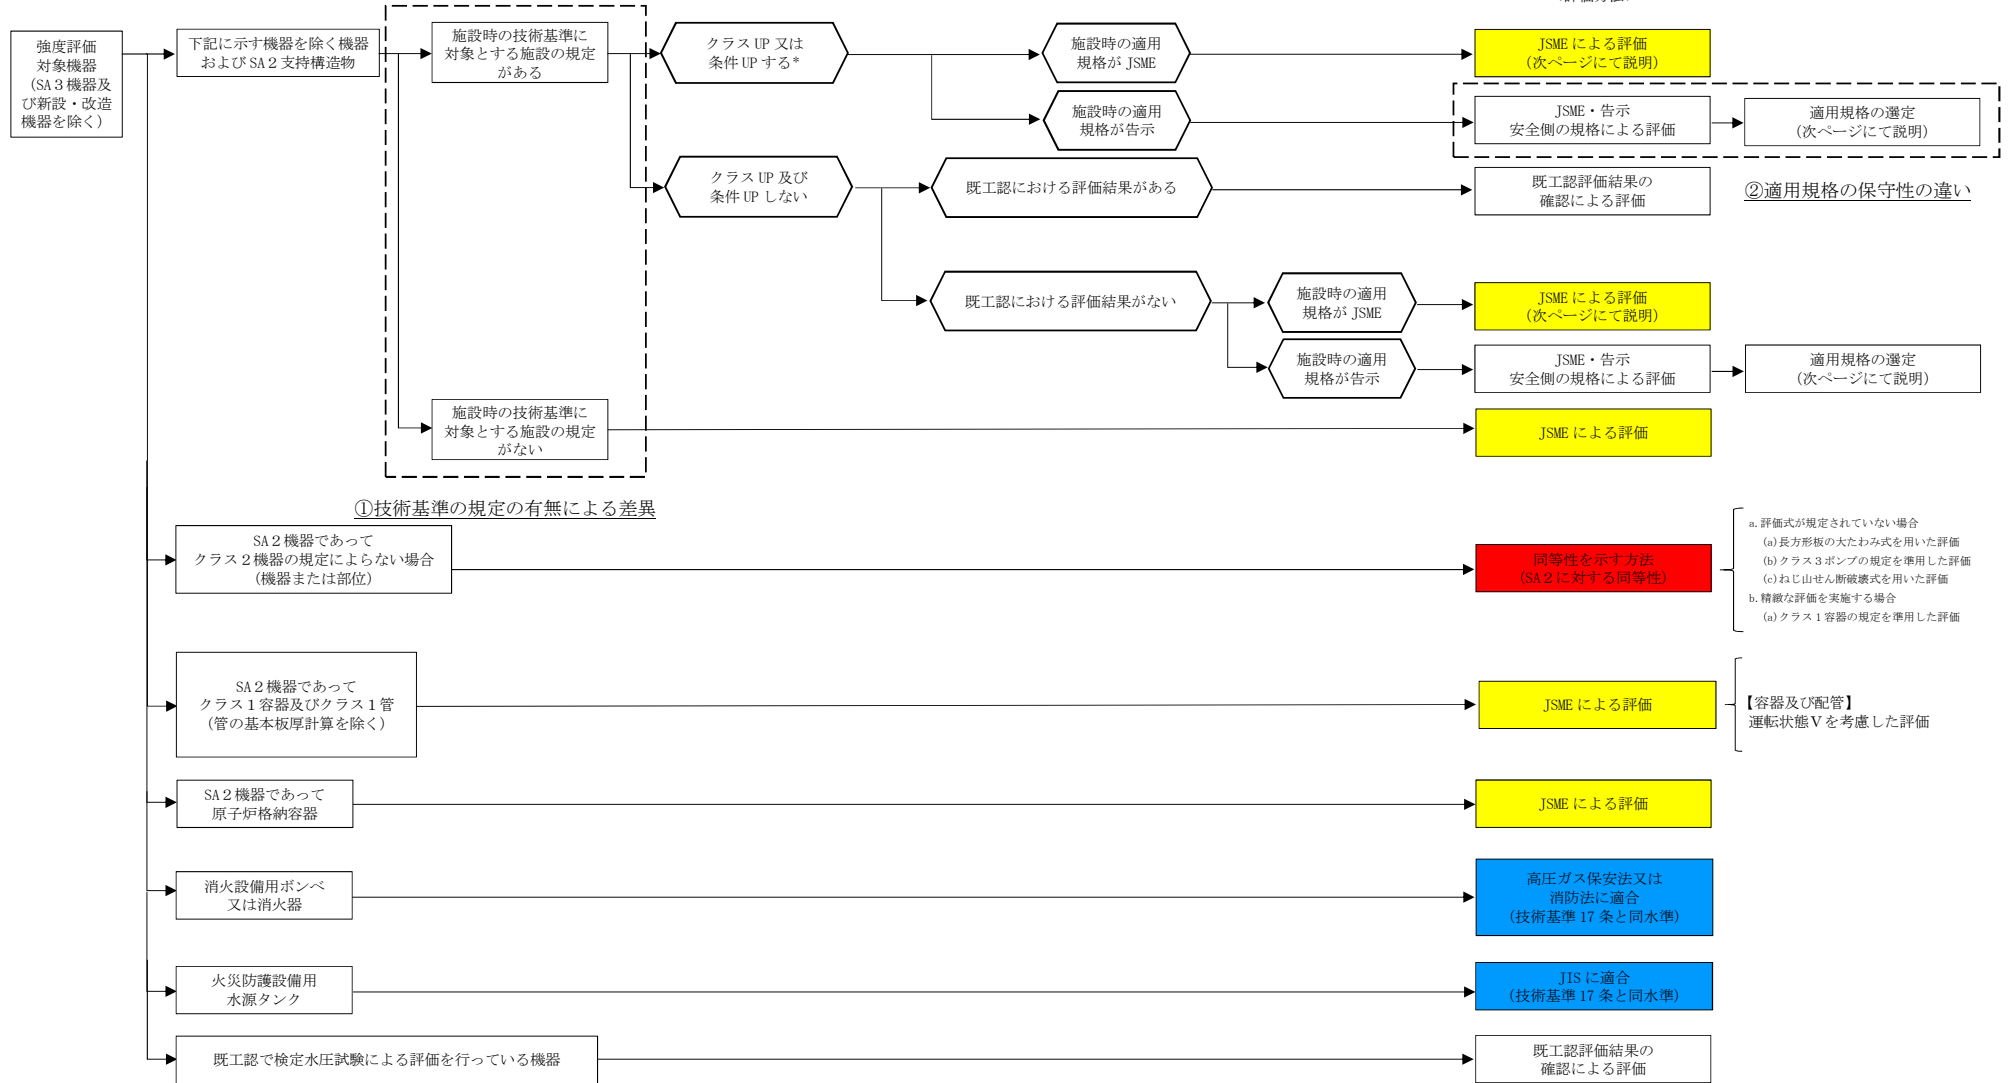 強度評価
対象機器
（SA３機器及
び新設・改造
機器を除く）
下記に示す機器を除く機器
および SA２支持構造物
施設時の技術基準に
対象とする施設の規定
がある
クラス UP 又は
条件 UP する*
施設時の適用
規格が JSME
JSME による評価
（次ページにて説明）
施設時の適用
規格が告示
JSME・告示
安全側の規格による評価
適用規格の選定
（次ページにて説明）
クラス UP 及び
条件 UP しない
既工認における評価結果がある
既工認評価結果の
確認による評価
②適用規格の保守性の違い
既工認における評価結果がない
施設時の適用
規格が JSME
JSME による評価
（次ページにて説明）
施設時の適用
規格が告示
JSME・告示
安全側の規格による評価
適用規格の選定
（次ページにて説明）
施設時の技術基準に
対象とする施設の規定
がない
JSME による評価
①技術基準の規定の有無による差異
SA２機器であって
クラス２機器の規定によらない場合
（機器または部位）
同等性を示す方法
（SA２に対する同等性）
a.評価式が規定されていない場合
(a)長方形板の大たわみ式を用いた評価
(b)クラス３ポンプの規定を準用した評価
(c)ねじ山せん断破壊式を用いた評価
b.精緻な評価を実施する場合
(a)クラス１容器の規定を準用した評価
SA２機器であって
クラス１容器及びクラス１管
（管の基本板厚計算を除く）
JSME による評価
【容器及び配管】
運転状態Ⅴを考慮した評価
SA２機器であって
原子炉格納容器
JSME による評価
消火設備用ボンベ
又は消火器
高圧ガス保安法又は
消防法に適合
（技術基準 17 条と同水準）
火災防護設備用
水源タンク
JIS に適合
（技術基準 17 条と同水準）
既工認で検定水圧試験による評価を行っている機器
既工認評価結果の
確認による評価